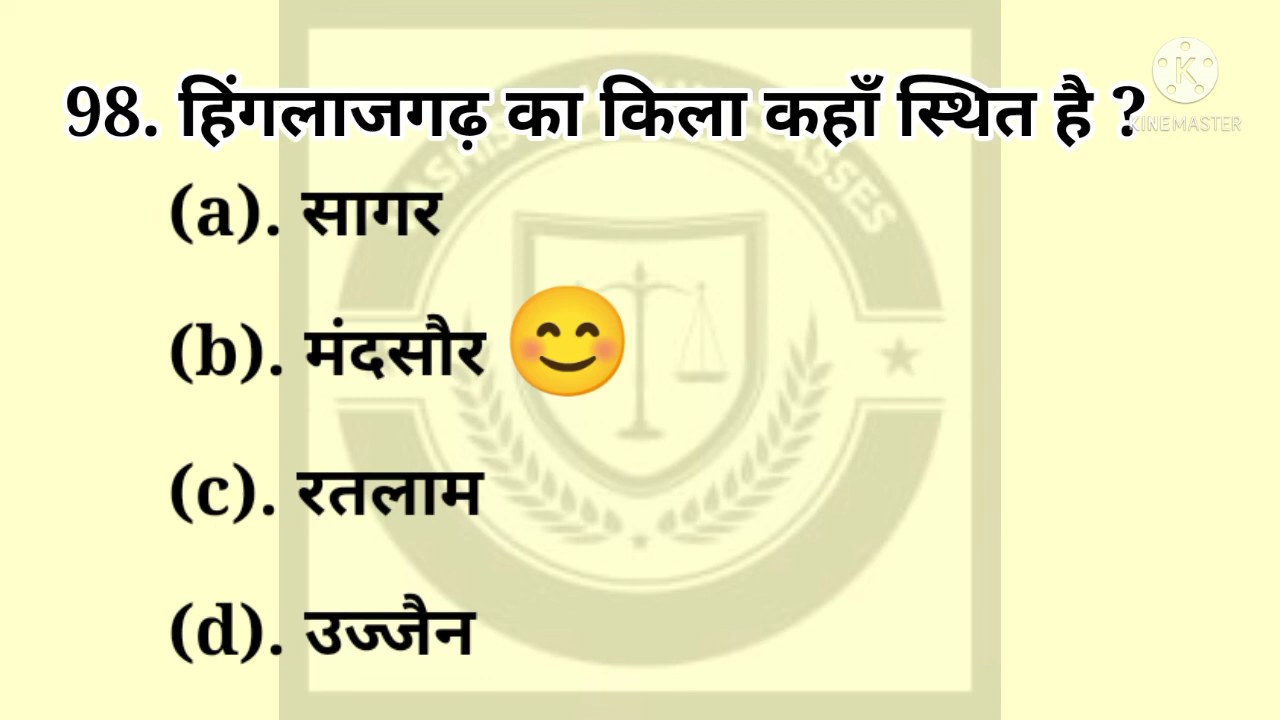 98. हिंगलाजगढ़ का किला कहाँ स्थित है ?
KINEMASTER
(a). सागर
(b). मंदसौर
(c). रतलाम
(d). उज्जैन